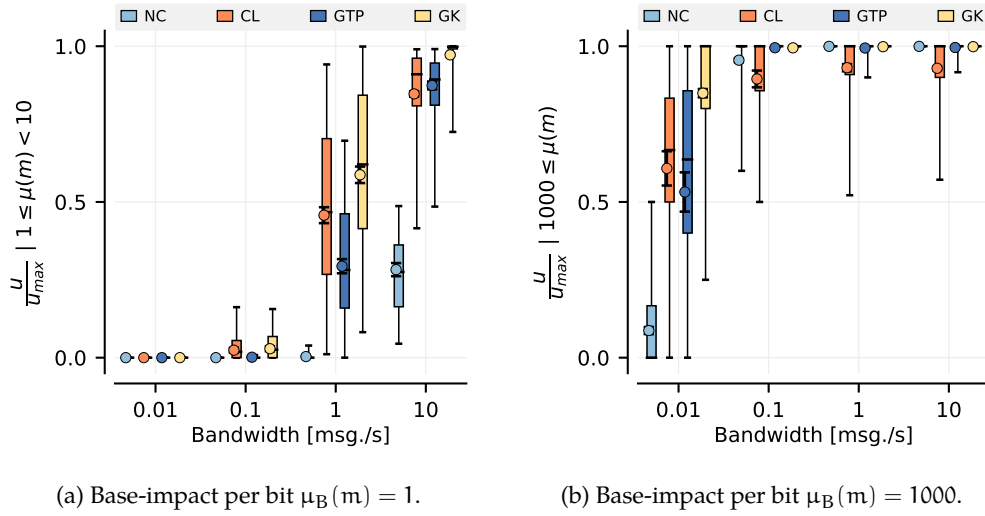 NC CL GTP GK
1.0
0.5
0.0
u/u_max | 1 ≤ μ(m) < 10
0.01 0.1 1 10
Bandwidth [msg./s]
(a) Base-impact per bit μ_B(m) = 1.
NC CL GTP GK
1.0
0.5
0.0
u/u_max | 1000 ≤ μ(m)
0.01 0.1 1 10
Bandwidth [msg./s]
(b) Base-impact per bit μ_B(m) = 1000.